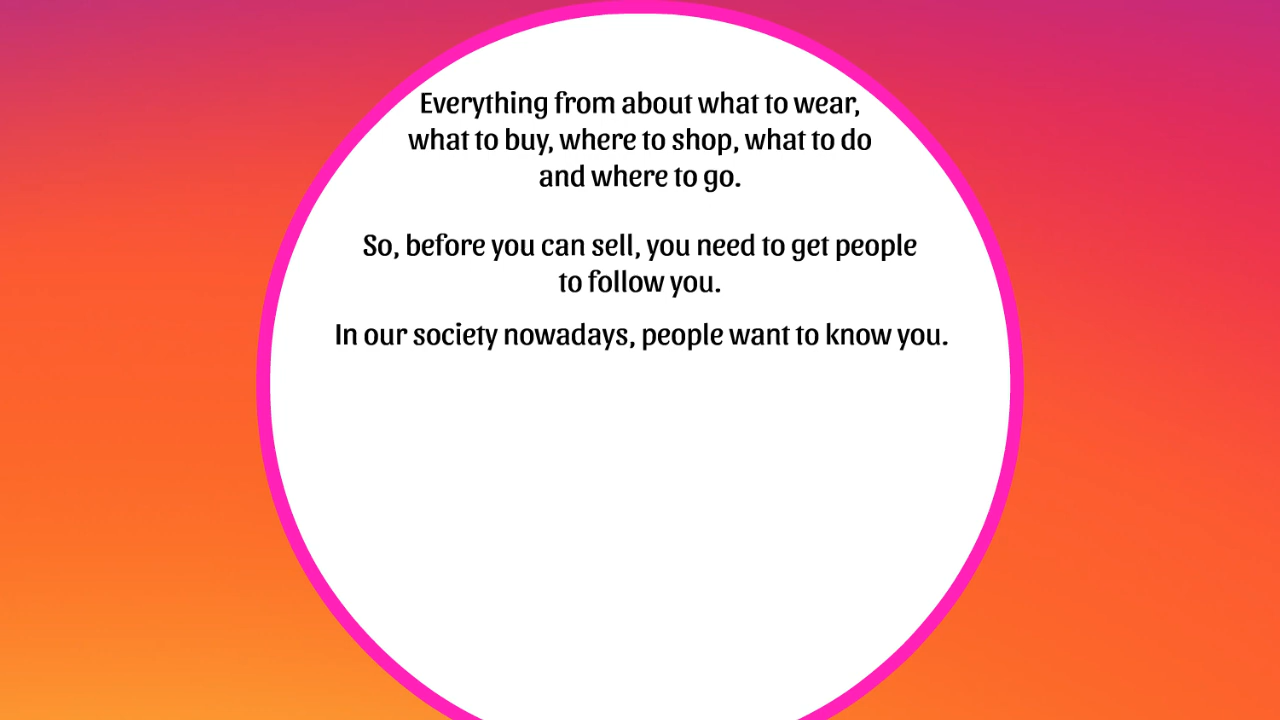 Everything from about what to wear,
what to buy, where to shop, what to do
and where to go.
So, before you can sell, you need to get people
to follow you.
In our society nowadays, people want to know you.